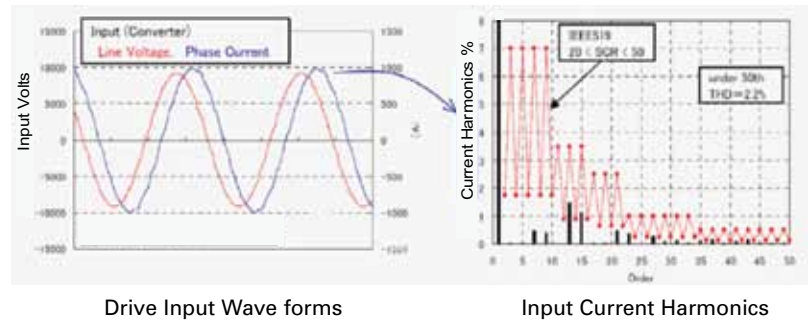 Input (Converter)
Line Voltage, Phase Current
Input Volts
15000
10000
5000
0
-5000
-10000
-15000
1500
1000
500
0
-500
-1000
Current Harmonics %
8
7
6
5
4
3
2
1
0
IEEE519
20 < SCR < 50
under 50th
THD=2.2%
0 5 10 15 20 25 30 35 40 45 50
Order
Drive Input Wave forms
Input Current Harmonics